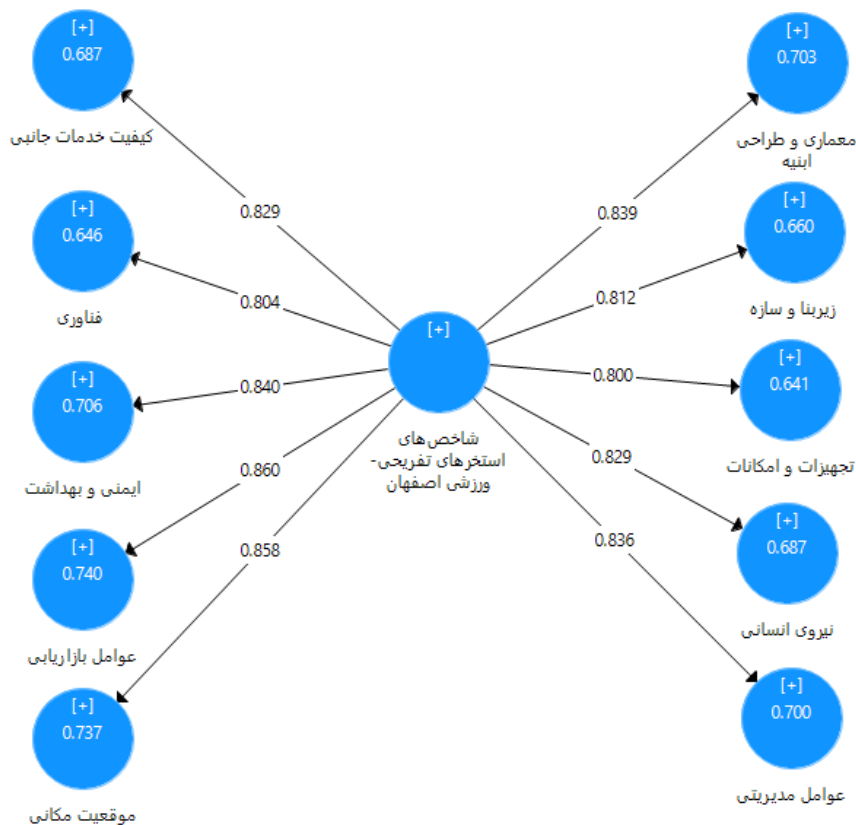 [+]
0.687
کیفیت خدمات جانبی
[+]
0.703
معماری و طراحی
ابنیه
0.829
0.839
[+]
0.646
فناوری
[+]
0.660
زیربنا و سازه
0.804
0.812
[+]
شاخص‌های
استخرهای تفریحی-
ورزشی اصفهان
[+]
0.706
ایمنی و بهداشت
[+]
0.641
تجهیزات و امکانات
0.840
0.800
0.860
0.829
[+]
0.740
عوامل بازاریابی
[+]
0.687
نیروی انسانی
0.858
0.836
[+]
0.737
موقعیت مکانی
[+]
0.700
عوامل مدیریتی